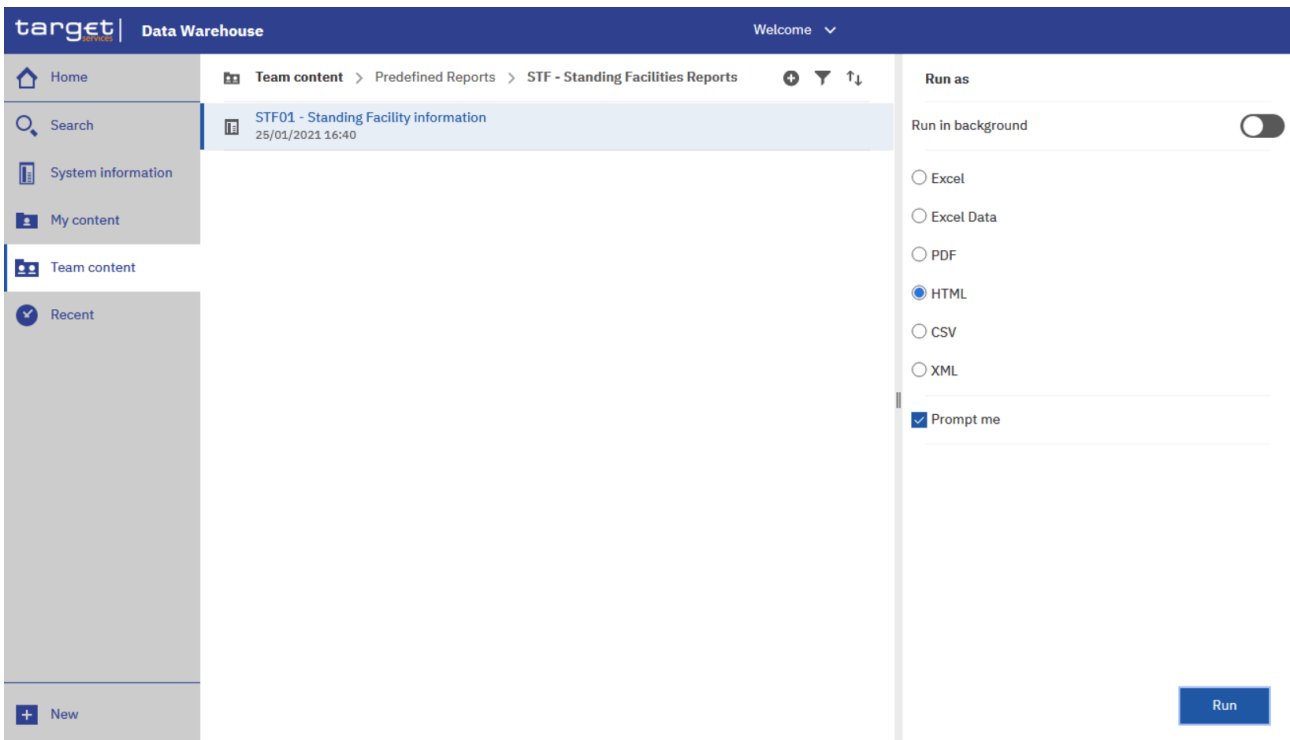 target services | Data Warehouse
Welcome
Home
Search
System information
My content
Team content
Recent
New
Team content > Predefined Reports > STF - Standing Facilities Reports
STF01 - Standing Facility information
25/01/2021 16:40
Run as
Run in background
Excel
Excel Data
PDF
HTML
CSV
XML
Prompt me
Run